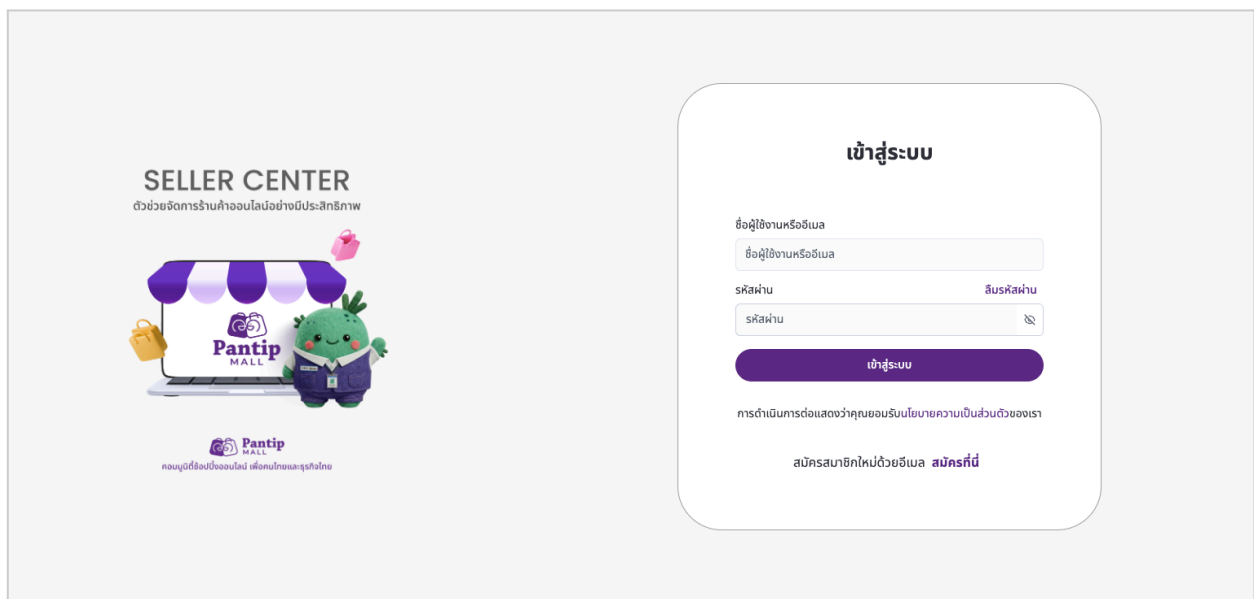 SELLER CENTER
ตัวช่วยจัดการร้านค้าออนไลน์อย่างมีประสิทธิภาพ
Pantip
MALL
Pantip
MALL
คอมมูนิตี้ช้อปปิ้งออนไลน์ เพื่อคนไทยและธุรกิจไทย
เข้าสู่ระบบ
ชื่อผู้ใช้งานหรืออีเมล
ชื่อผู้ใช้งานหรืออีเมล
รหัสผ่าน ลืมรหัสผ่าน
รหัสผ่าน
เข้าสู่ระบบ
การดำเนินการต่อแสดงว่าคุณยอมรับนโยบายความเป็นส่วนตัวของเรา
สมัครสมาชิกใหม่ด้วยอีเมล สมัครที่นี่